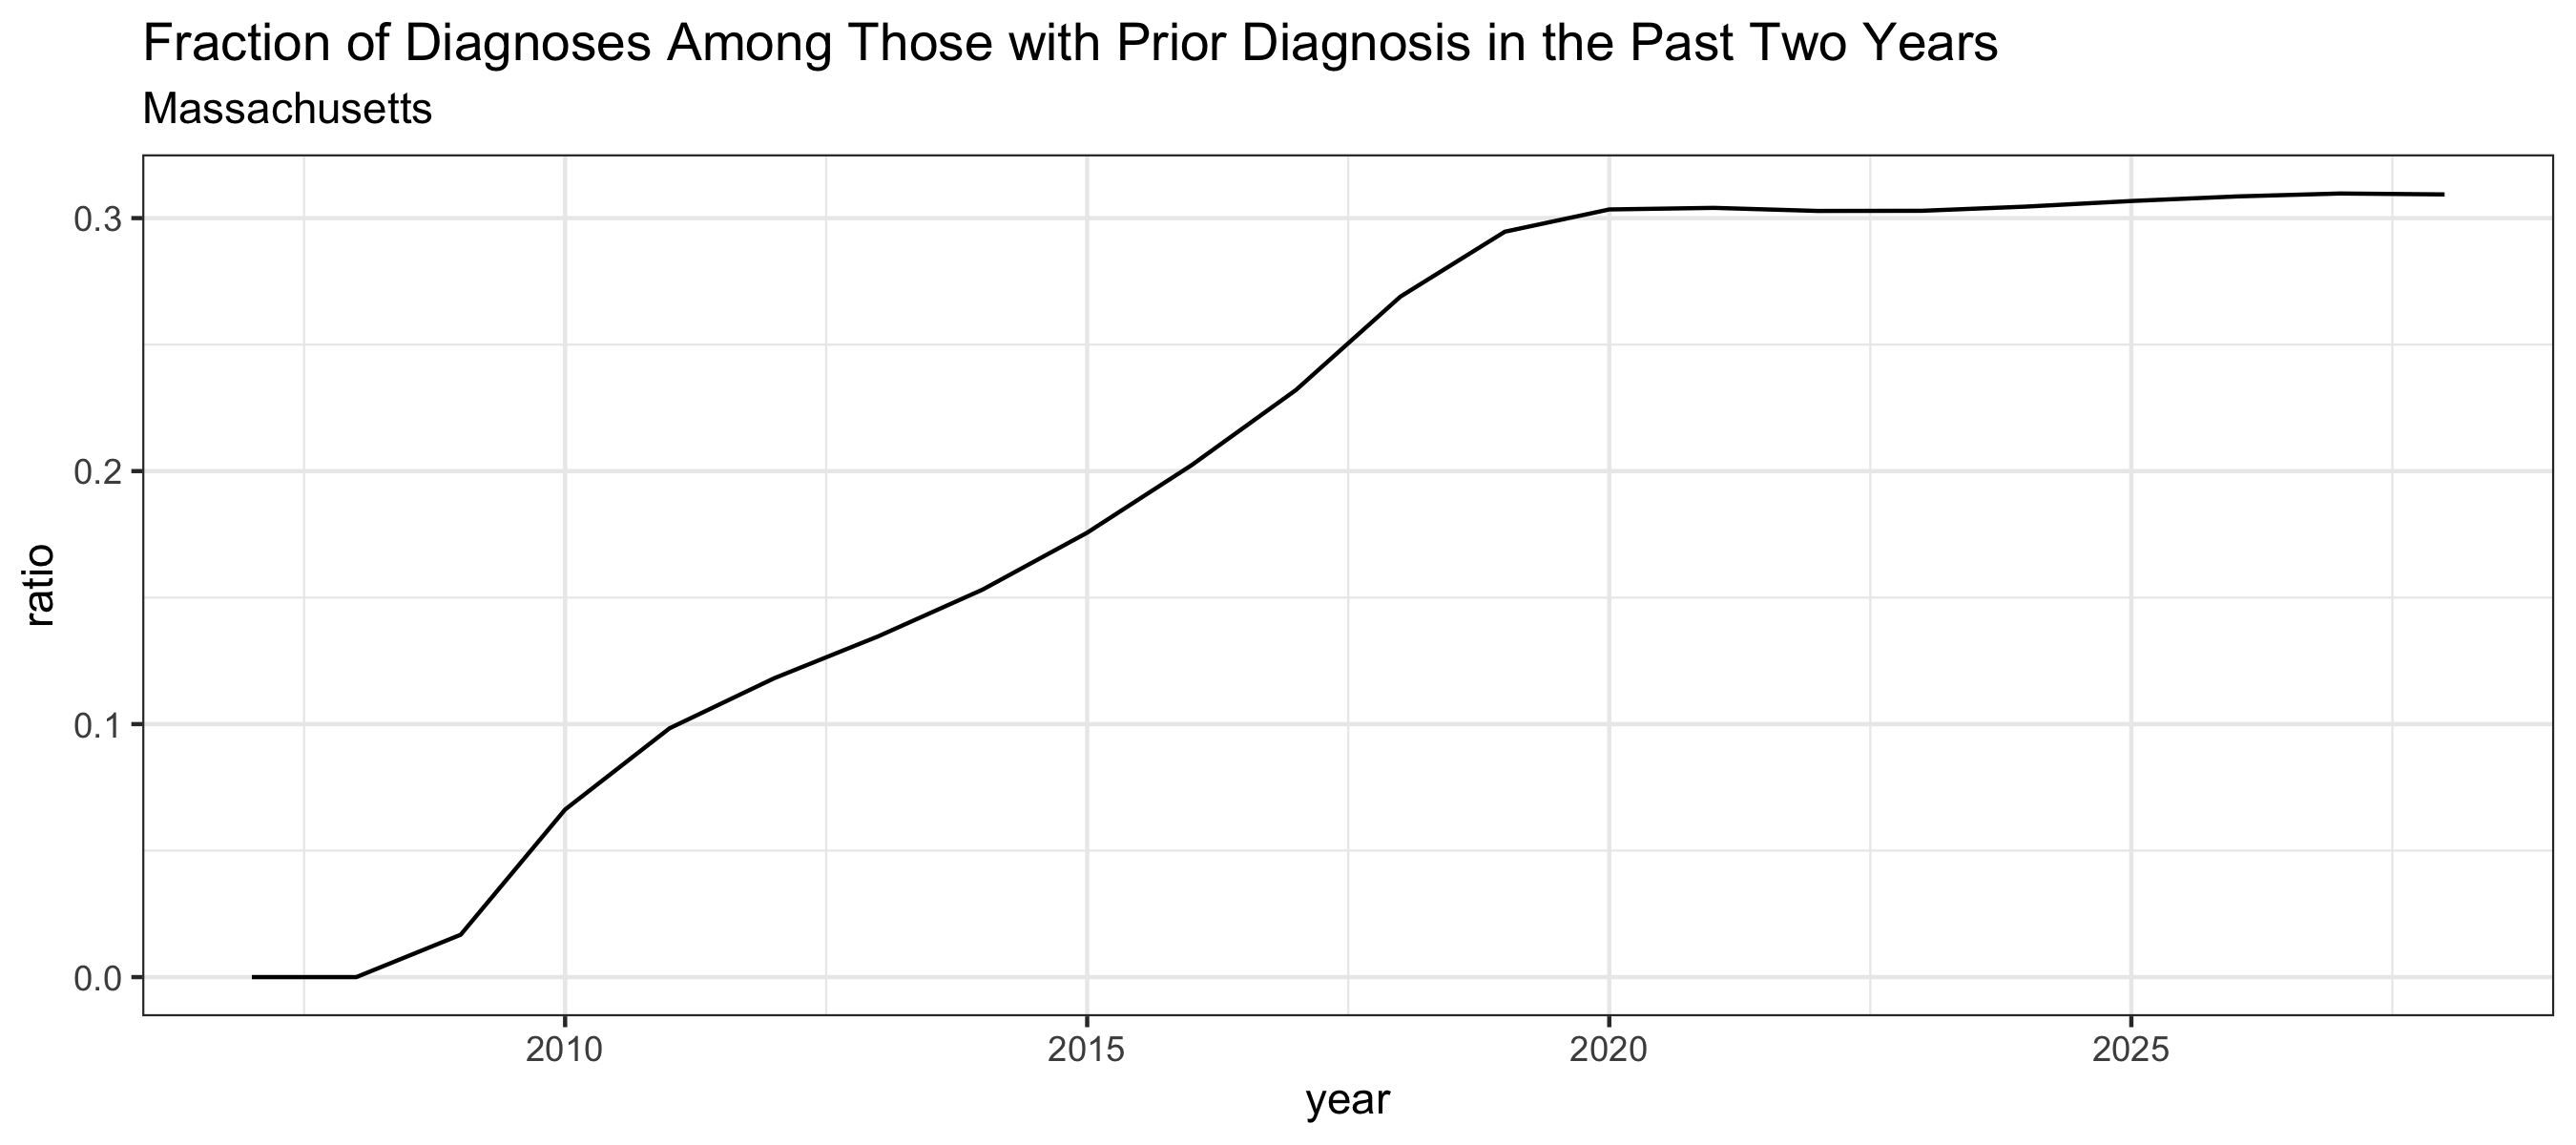 Fraction of Diagnoses Among Those with Prior Diagnosis in the Past Two Years
Massachusetts
0.3
0.2
0.1
0.0
ratio
2010 2015 2020 2025
year